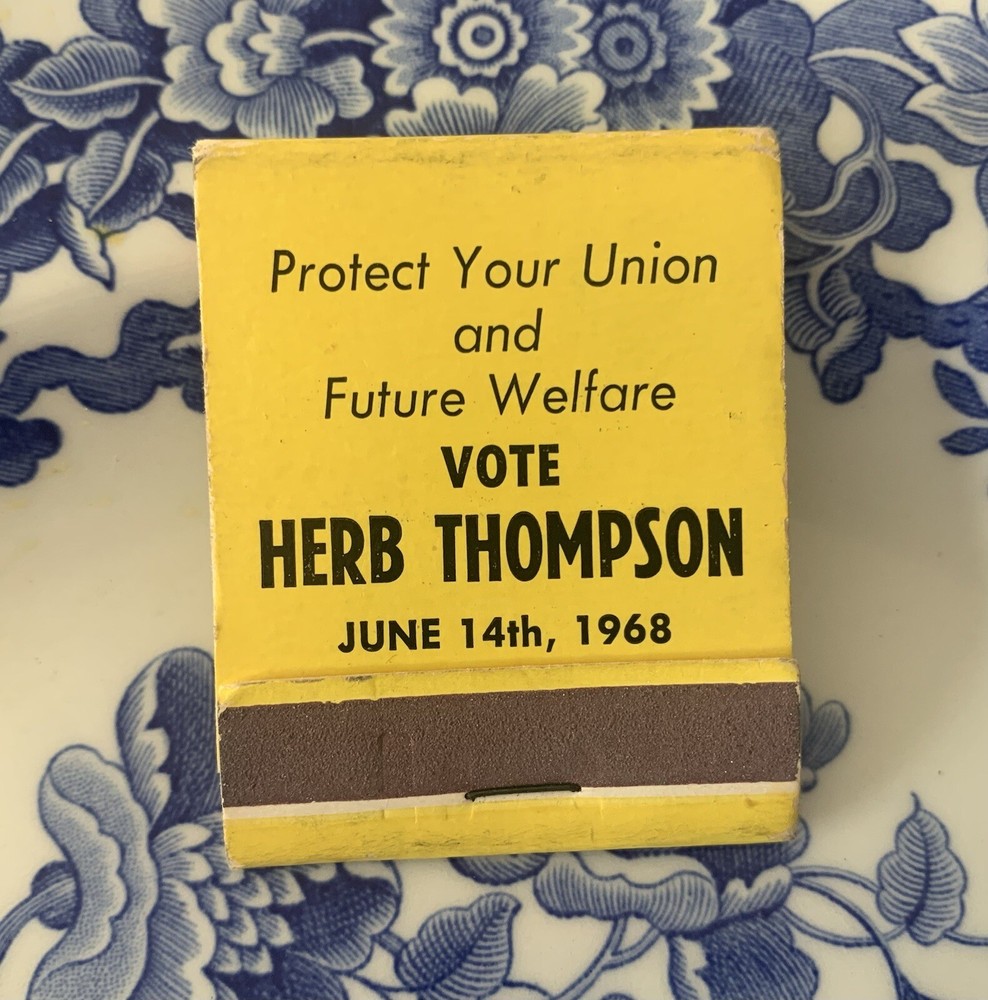 Protect Your Union
and
Future Welfare
VOTE
HERB THOMPSON
JUNE 14th, 1968